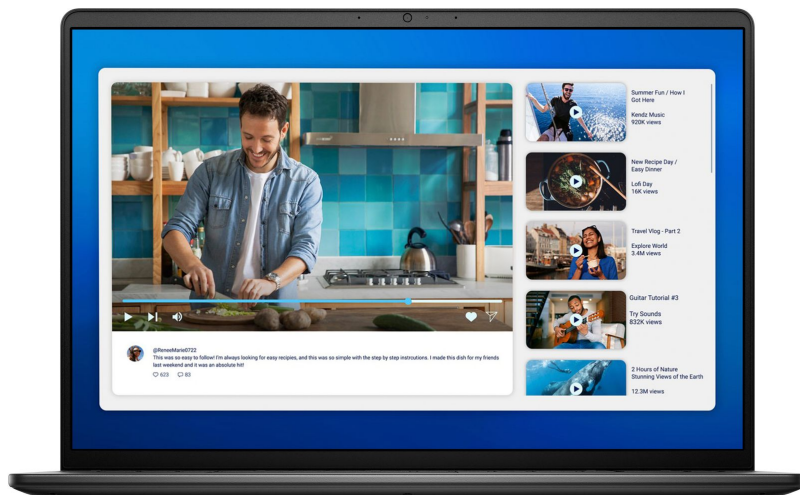 @ReneeMarie0722
This was so easy to follow! I'm always looking for easy recipies, and this was so simple with the step by step instrcutions. I made this dish for my friends
last weekend and it was an absolute hit!
623 83
Summer Fun / How I
Got Here
Kendz Music
920K views
New Recipe Day /
Easy Dinner
Lofi Day
16K views
Travel Vlog - Part 2
Explore World
3.4M views
Guitar Tutorial #3
Try Sounds
832K views
2 Hours of Nature
Stunning Views of the Earth
12.3M views